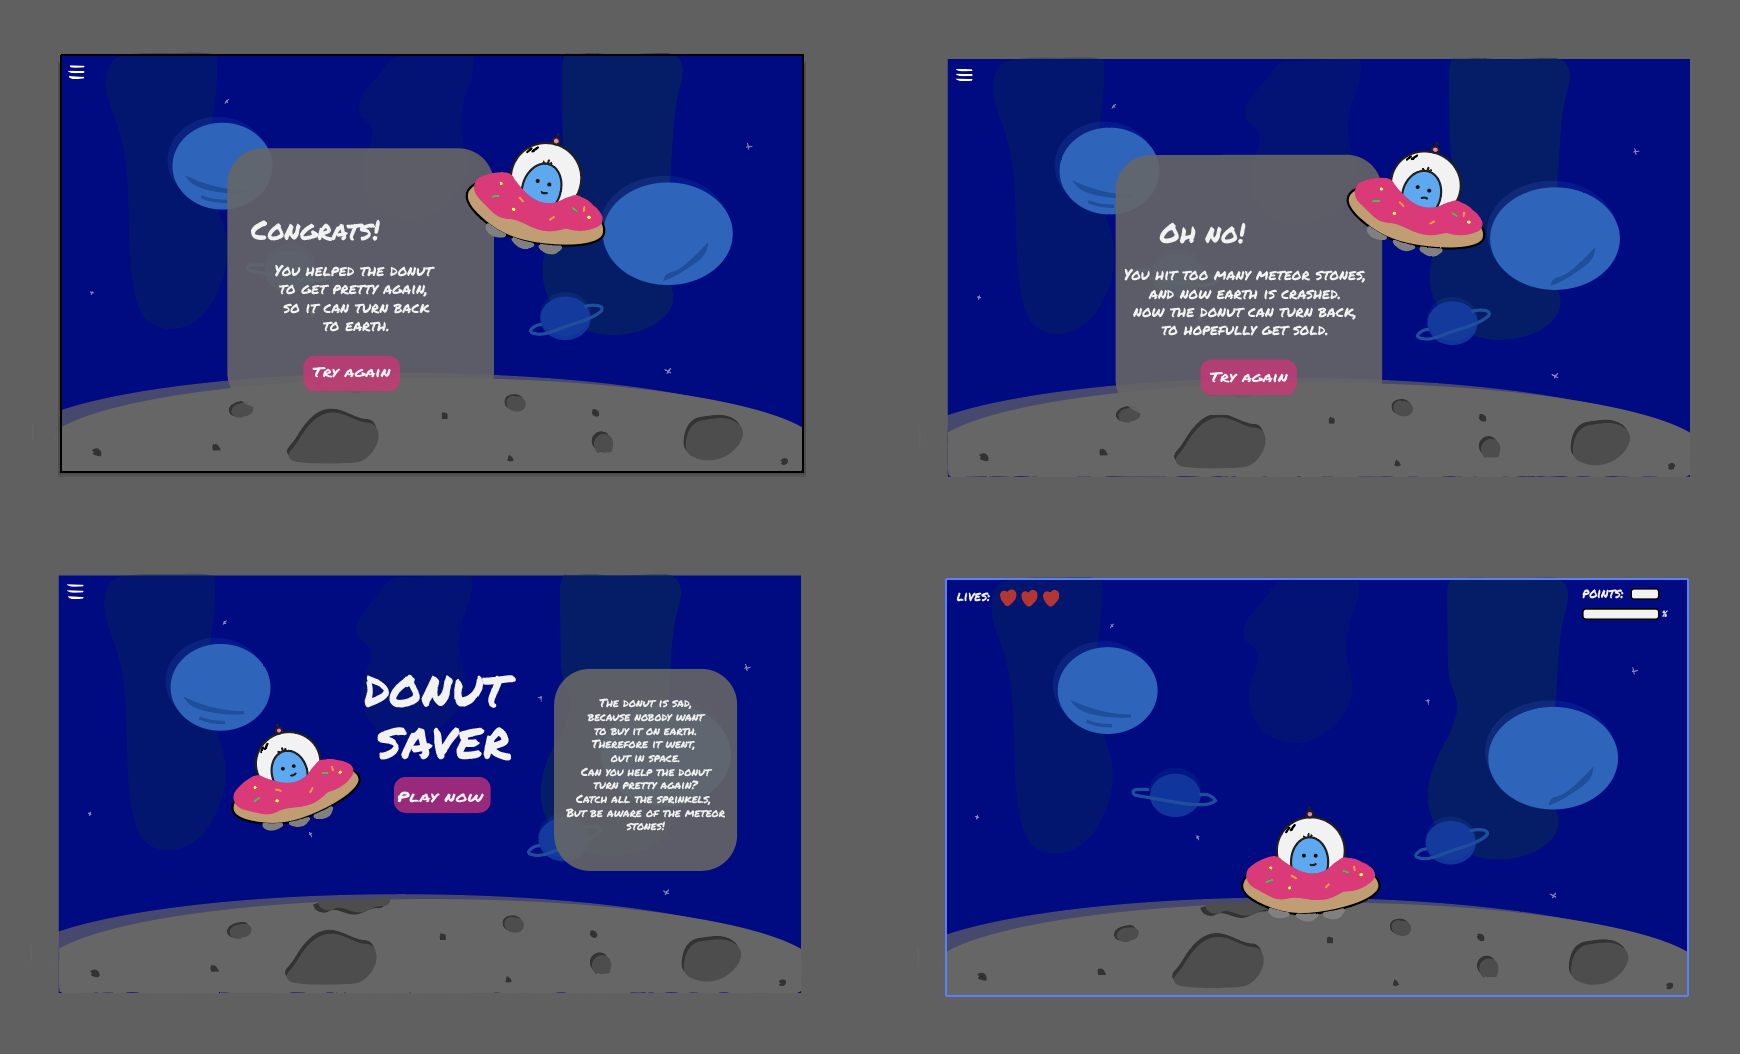 Congrats!
You helped the donut
to get pretty again,
so it can turn back
to earth.
Try again
Oh no!
You hit too many meteor stones,
and now earth is crashed.
Now the donut can turn back,
to hopefully get sold.
Try again
DONUT
SAVER
Play now
The donut is sad,
because nobody want
to buy it on earth.
Therefore it went,
out in space.
Can you help the donut
turn pretty again?
Catch all the sprinkels,
But be aware of the meteor
stones!
Lives:
Points:
%